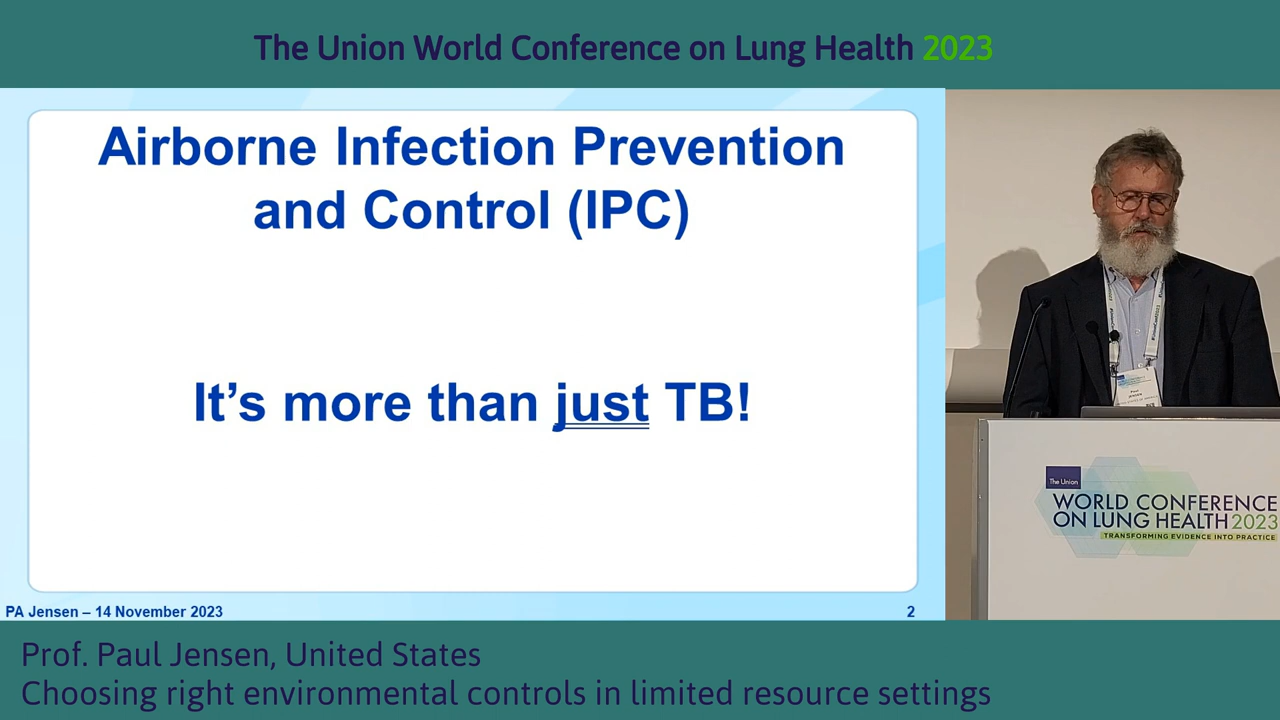 The Union World Conference on Lung Health 2023
Airborne Infection Prevention
and Control (IPC)
It's more than just TB!
PA Jensen – 14 November 2023
2
The Union
WORLD CONFERENCE
ON LUNG HEALTH 2023
TRANSFORMING EVIDENCE INTO PRACTICE
Prof. Paul Jensen, United States
Choosing right environmental controls in limited resource settings